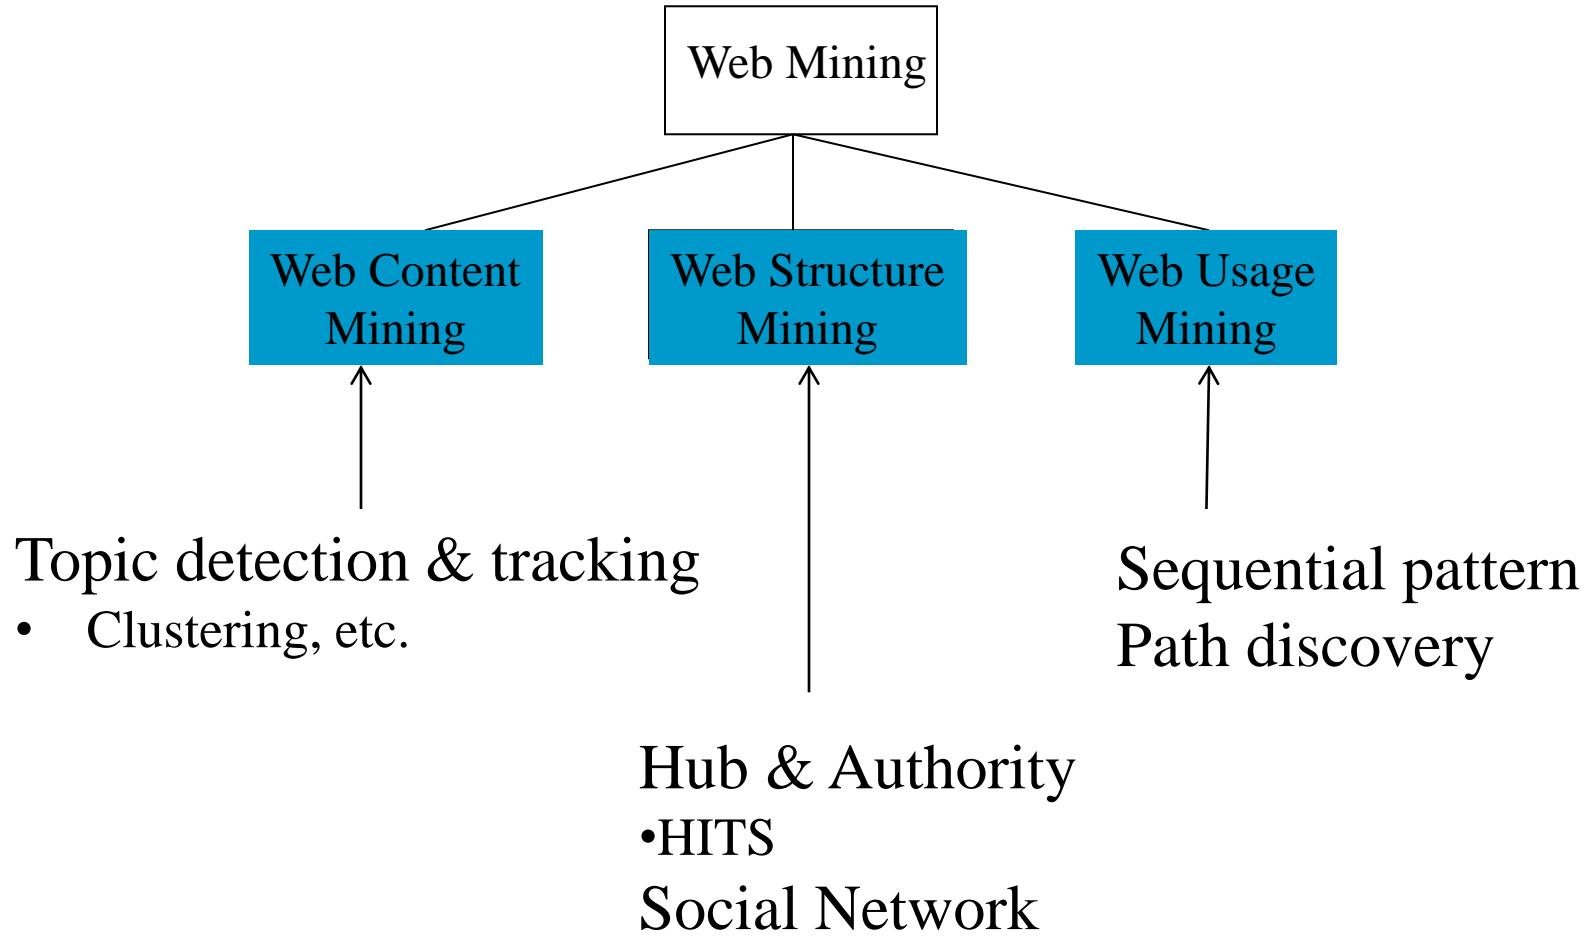 Web Mining
Web Content
Mining
Web Structure
Mining
Web Usage
Mining
Topic detection & tracking
• Clustering, etc.
Sequential pattern
Path discovery
Hub & Authority
•HITS
Social Network